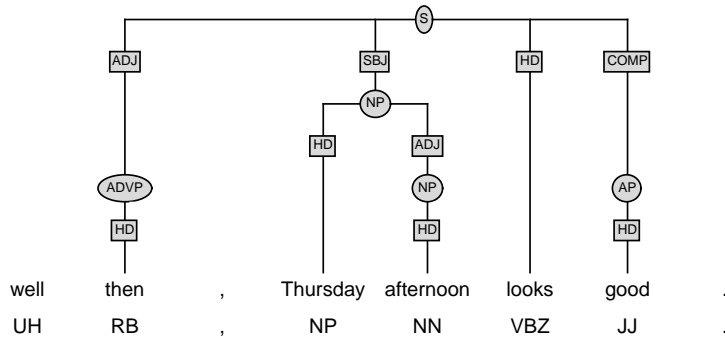 S
ADJ SBJ HD COMP
NP
HD ADJ
ADVP NP AP
HD HD HD
well then , Thursday afternoon looks good .
UH RB , NP NN VBZ JJ .